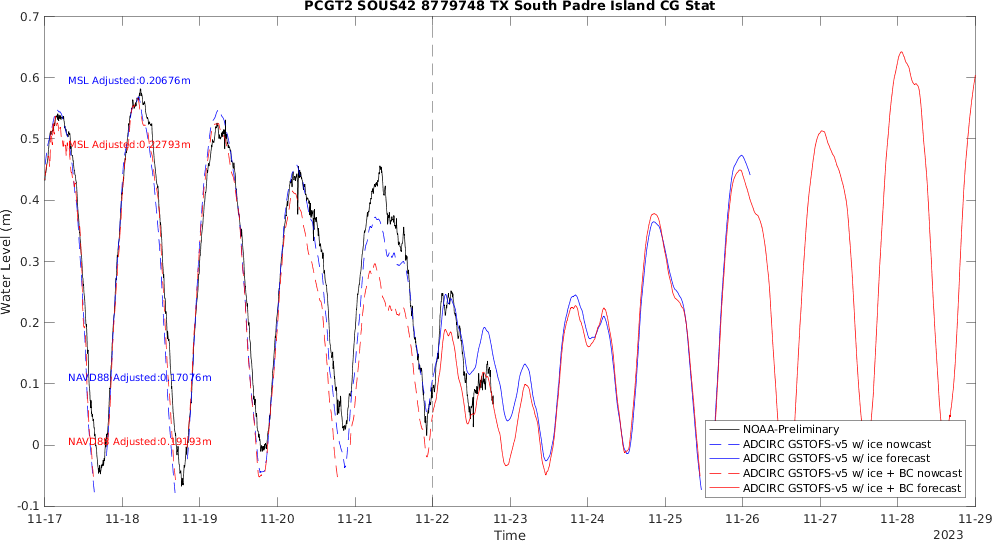 PCGT2 SOUS42 8779748 TX South Padre Island CG Stat
Water Level (m)
0.7
0.6
0.5
0.4
0.3
0.2
0.1
0
-0.1
MSL Adjusted:0.20676m
MSL Adjusted:0.22793m
NAVD88 Adjusted:0.17076m
NAVD88 Adjusted:0.19193m
NOAA-Preliminary
ADCIRC GSTOFS-v5 w/ ice nowcast
ADCIRC GSTOFS-v5 w/ ice forecast
ADCIRC GSTOFS-v5 w/ ice + BC nowcast
ADCIRC GSTOFS-v5 w/ ice + BC forecast
11-17 11-18 11-19 11-20 11-21 11-22 11-23 11-24 11-25 11-26 11-27 11-28 11-29
Time
2023